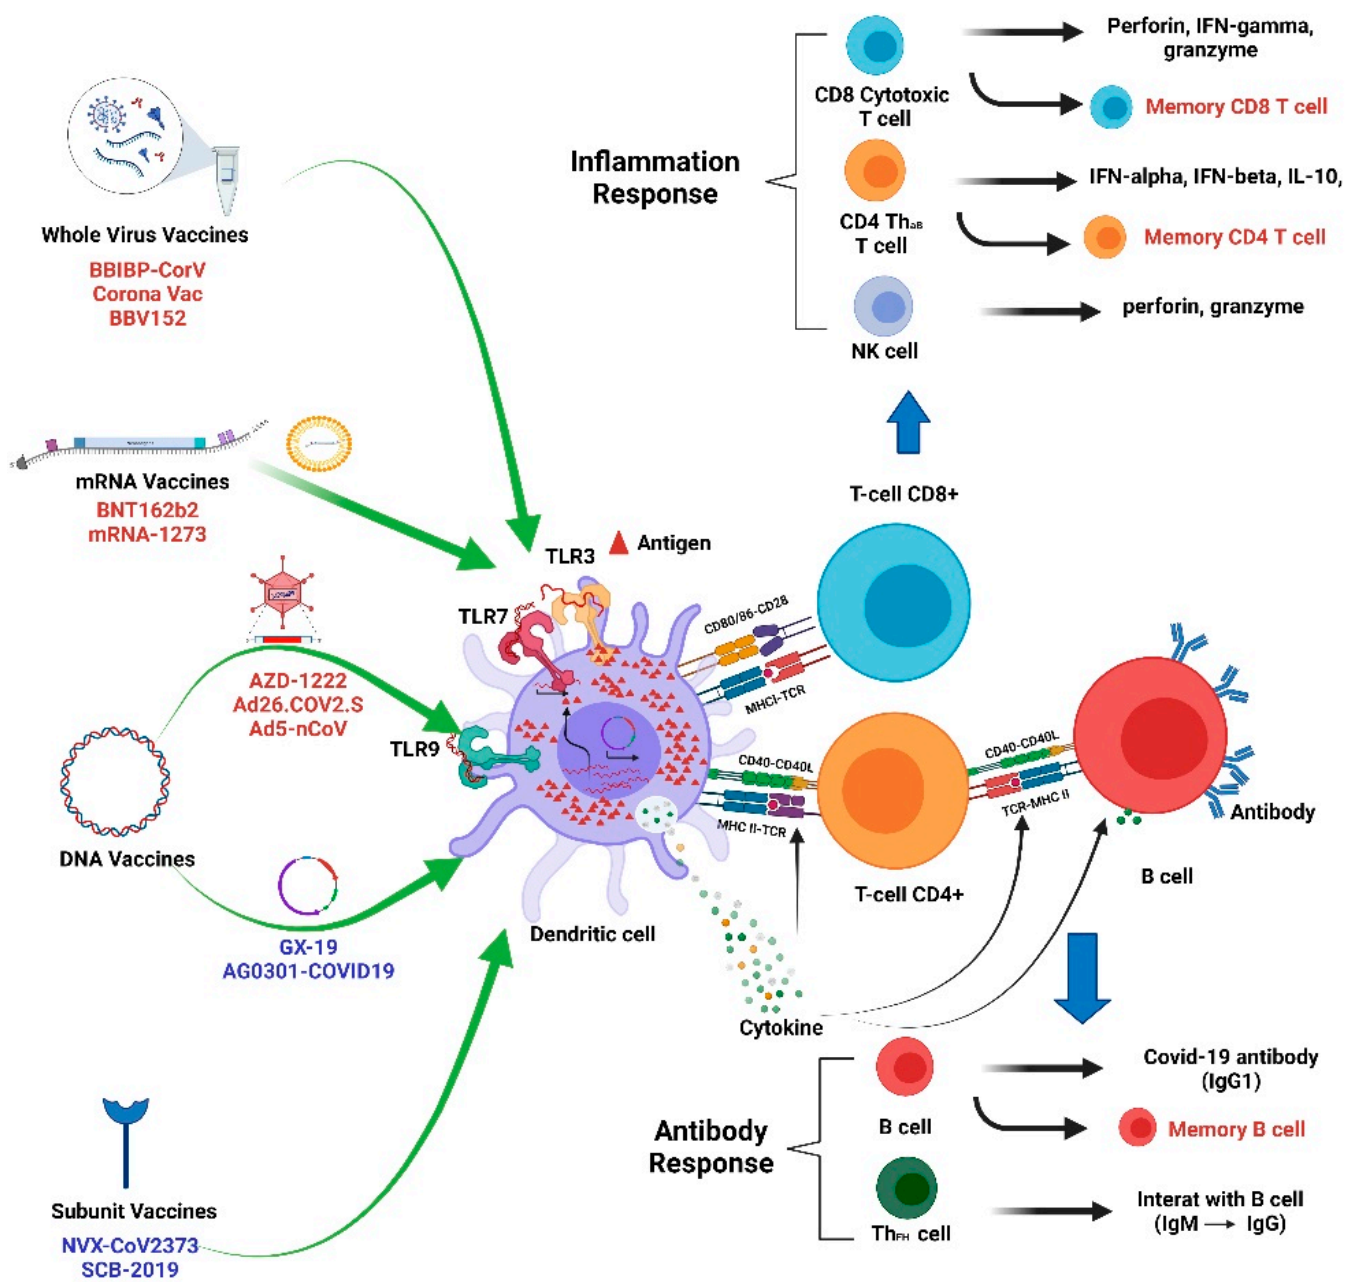 Whole Virus Vaccines
BBIBP-CorV
Corona Vac
BBV152
mRNA Vaccines
BNT162b2
mRNA-1273
AZD-1222
Ad26.COV2.S
Ad5-nCoV
DNA Vaccines
GX-19
AG0301-COVID19
Subunit Vaccines
NVX-CoV2373
SCB-2019
TLR3
Antigen
TLR7
TLR9
Dendritic cell
Cytokine
CD80/86-CD28
MHCI-TCR
CD40-CD40L
MHC II-TCR
T-cell CD8+
T-cell CD4+
CD40-CD40L
TCR-MHC II
Antibody
B cell
Inflammation
Response
CD8 Cytotoxic
T cell
Perforin, IFN-gamma,
granzyme
Memory CD8 T cell
CD4 ThαB
T cell
IFN-alpha, IFN-beta, IL-10,
Memory CD4 T cell
NK cell
perforin, granzyme
Antibody
Response
B cell
Covid-19 antibody
(IgG1)
Memory B cell
ThFH cell
Interat with B cell
(IgM → IgG)